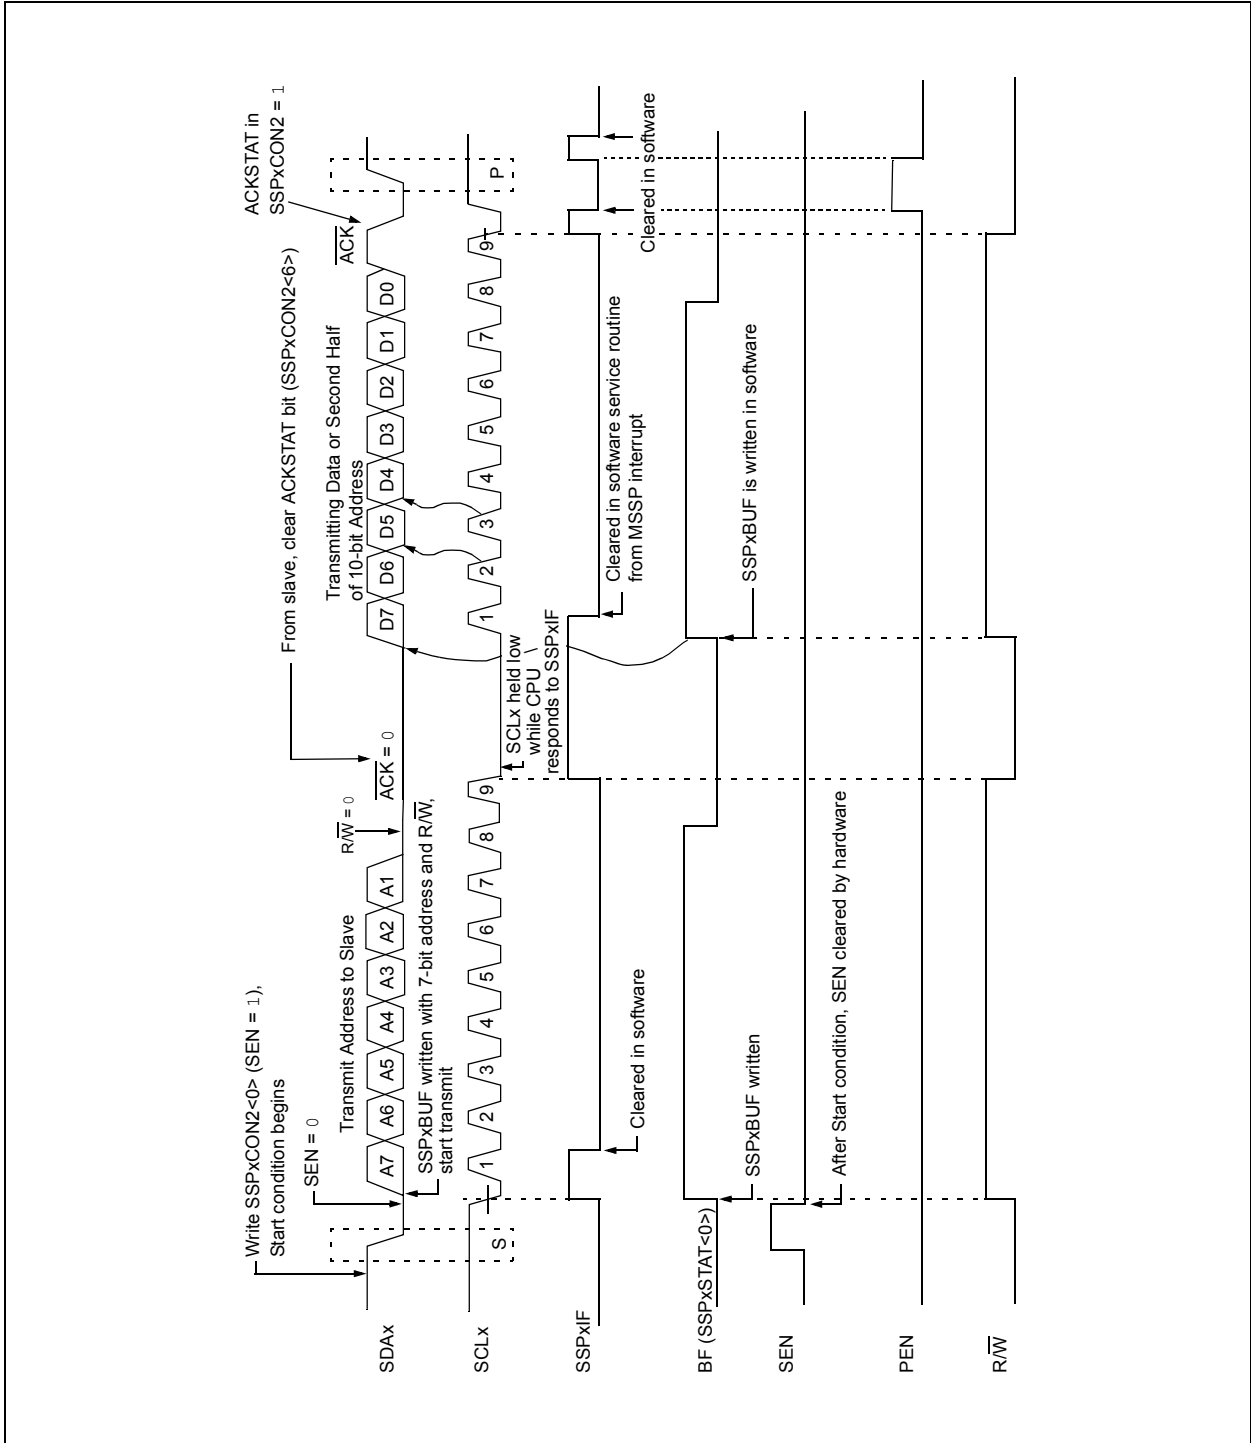 Write SSPxCON2<0> (SEN = 1),
Start condition begins
SEN = 0
Transmit Address to Slave
R/W = 0
From slave, clear ACKSTAT bit (SSPxCON2<6>)
ACK = 0
Transmitting Data or Second Half
of 10-bit Address
ACKSTAT in
SSPxCON2 = 1
ACK
SDAx
A7 A6 A5 A4 A3 A2 A1
D7 D6 D5 D4 D3 D2 D1 D0
SSPxBUF written with 7-bit address and R/W,
start transmit
SCLx
S
1 2 3 4 5 6 7 8 9
1 2 3 4 5 6 7 8 9
P
SCLx held low
while CPU
responds to SSPxIF
SSPxIF
Cleared in software
Cleared in software service routine
from MSSP interrupt
Cleared in software
Cleared in software
BF (SSPxSTAT<0>)
SSPxBUF written
SSPxBUF is written in software
SEN
After Start condition, SEN cleared by hardware
PEN
R/W